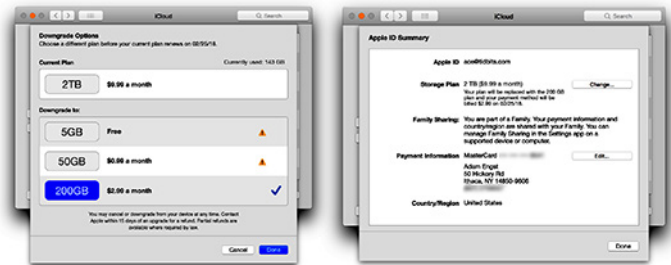 iCloud
Search
Downgrade Options
Choose a different plan before your current plan renews on 02/25/18.
Current Plan
Currently used: 143 GB
2TB
$9.99 a month
Downgrade to:
5GB
Free
50GB
$0.99 a month
200GB
$2.99 a month
You may cancel or downgrade from your device at any time. Contact
Apple within 15 days of an upgrade for a refund. Partial refunds are
available where required by law.
Cancel
Done
iCloud
Search
Apple ID Summary
Apple ID
ace@tidbits.com
Storage Plan
2 TB ($9.99 a month)
Change...
Your plan will be replaced with the 200 GB
plan and your payment method will be
billed $2.99 on 02/25/18.
Family Sharing:
You are part of a Family. Your payment information and
country/region are shared with your Family. You can
manage Family Sharing in the Settings app on a
supported device or computer.
Payment Information
MasterCard
Edit...
Adam Engst
50 Hickory Rd
Ithaca, NY 14850-9606
Country/Region
United States
Done